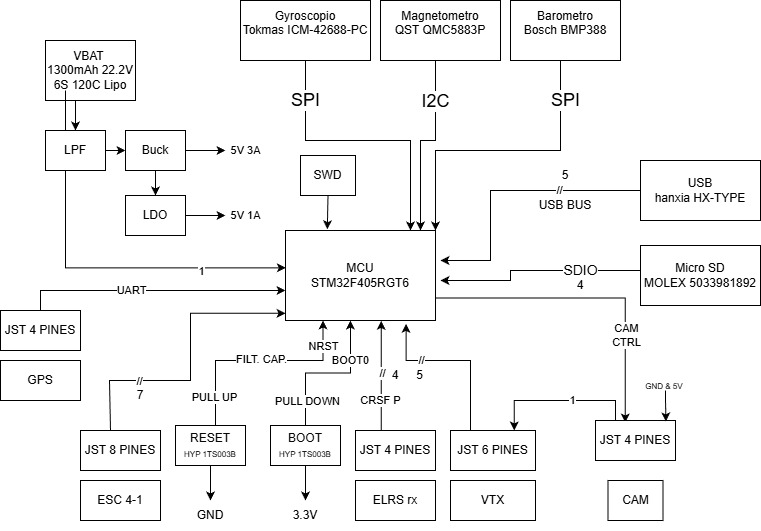 Gyroscopio
Tokmas ICM-42688-PC
Magnetometro
QST QMC5883P
Barometro
Bosch BMP388
VBAT
1300mAh 22.2V
6S 120C Lipo
SPI
I2C
SPI
LPF
Buck
5V 3A
SWD
5
//
USB BUS
USB
hanxia HX-TYPE
LDO
5V 1A
MCU
STM32F405RGT6
1
SDIO
4
Micro SD
MOLEX 5033981892
UART
JST 4 PINES
GPS
CAM
CTRL
NRST
FILT. CAP.
BOOT0
//
7
PULL UP
PULL DOWN
// 4
CRSF P
//
5
GND & 5V
1
JST 8 PINES
RESET
HYP 1TS003B
BOOT
HYP 1TS003B
JST 4 PINES
JST 6 PINES
JST 4 PINES
ESC 4-1
GND
3.3V
ELRS rx
VTX
CAM